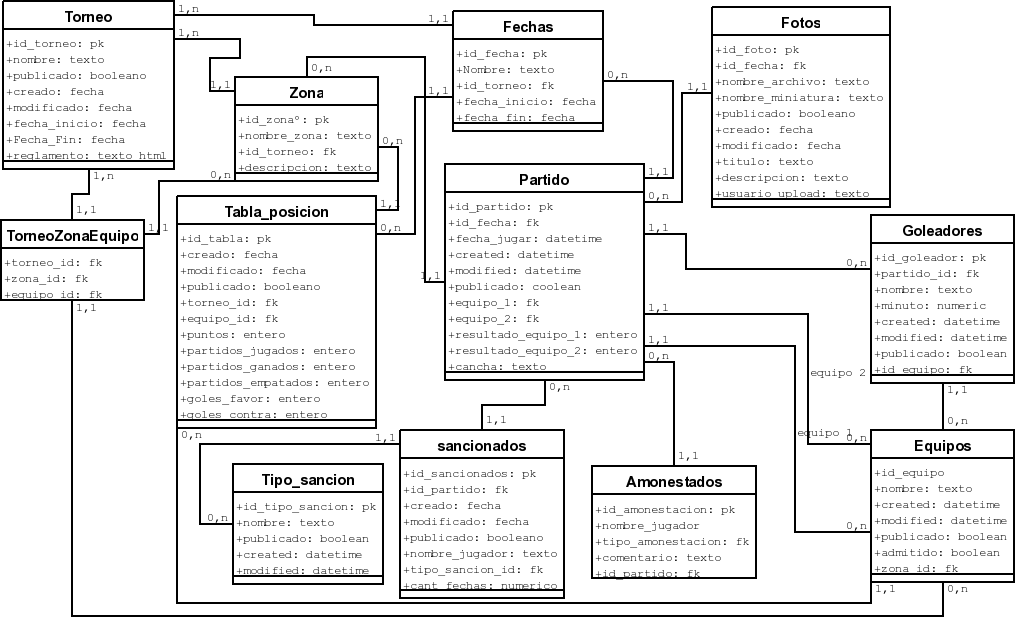 Torneo
+id_torneo: pk
+nombre: texto
+publicado: booleano
+creado: fecha
+modificado: fecha
+fecha_inicio: fecha
+Fecha_Fin: fecha
+reglamento: texto html
1,n
1,n
1,n
1,1
1,1
Fechas
+id_fecha: pk
+Nombre: texto
+id_torneo: fk
+fecha_inicio: fecha
+fecha_fin: fecha
1,1
1,1
0,n
Fotos
+id_foto: pk
+id_fecha: fk
+nombre_archivo: texto
+nombre_miniatura: texto
+publicado: booleano
+creado: fecha
+modificado: fecha
+titulo: texto
+descripcion: texto
+usuario_upload: texto
1,1
Zona
+id_zonaº: pk
+nombre_zona: texto
+id_torneo: fk
+descripcion: texto
0,n
0,n
0,n
TorneoZonaEquipo
+torneo_id: fk
+zona_id: fk
+equipo_id: fk
1,1
1,1
Tabla_posicion
+id_tabla: pk
+creado: fecha
+modificado: fecha
+publicado: booleano
+torneo_id: fk
+equipo_id: fk
+puntos: entero
+partidos_jugados: entero
+partidos_ganados: entero
+partidos_empatados: entero
+goles_favor: entero
+goles_contra: entero
1,1
0,n
0,n
Partido
+id_partido: pk
+id_fecha: fk
+fecha_jugar: datetime
+created: datetime
+modified: datetime
+publicado: coolean
+equipo_1: fk
+equipo_2: fk
+resultado_equipo_1: entero
+resultado_equipo_2: entero
+cancha: texto
1,1
1,1
0,n
1,1
1,1
1,1
0,n
0,n
Goleadores
+id_goleador: pk
+partido_id: fk
+nombre: texto
+minuto: numeric
+created: datetime
+modified: datetime
+publicado: boolean
+id_equipo: fk
0,n
1,1
equipo 2
equipo 1
Tipo_sancion
+id_tipo_sancion: pk
+nombre: texto
+publicado: boolean
+created: datetime
+modified: datetime
0,n
sancionados
+id_sancionados: pk
+id_partido: fk
+creado: fecha
+modificado: fecha
+publicado: booleano
+nombre_jugador: texto
+tipo_sancion_id: fk
+cant_fechas: numerico
1,1
1,1
Amonestados
+id_amonestacion: pk
+nombre_jugador
+tipo_amonestacion: fk
+comentario: texto
+id_partido: fk
1,1
Equipos
+id_equipo
+nombre: texto
+created: datetime
+modified: datetime
+publicado: boolean
+admitido: boolean
+zona_id: fk
0,n
0,n
0,n
1,1
0,n